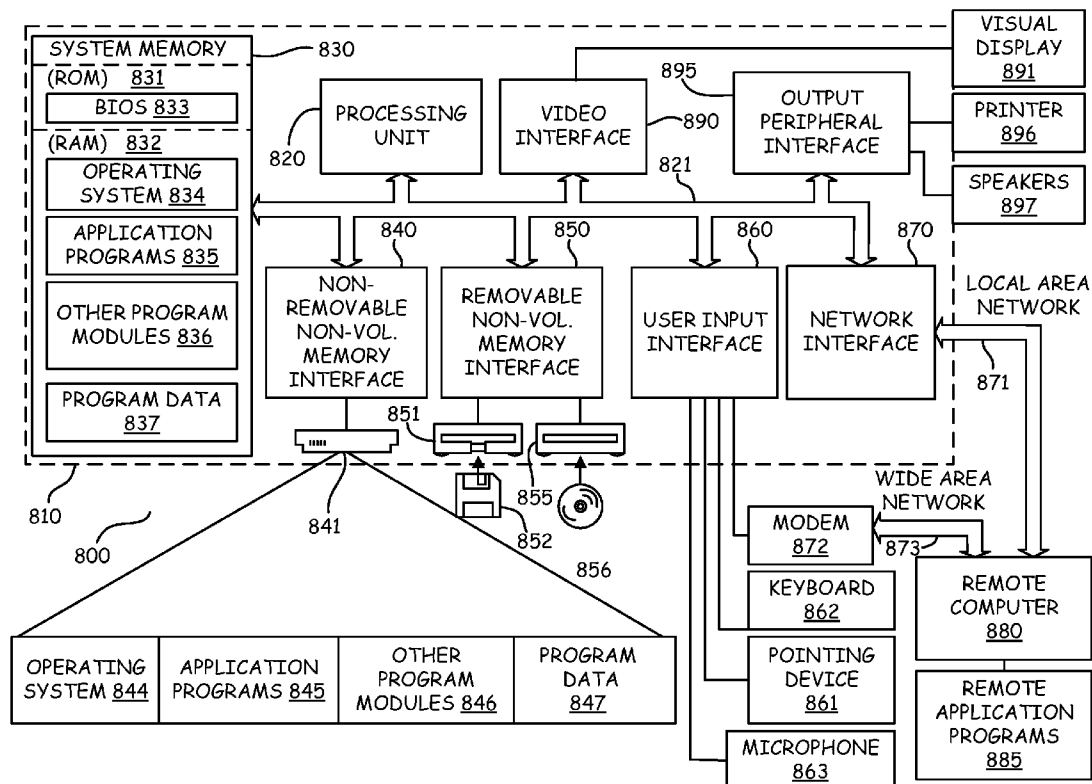 SYSTEM MEMORY
830
(ROM) 831
BIOS 833
(RAM) 832
OPERATING
SYSTEM 834
APPLICATION
PROGRAMS 835
OTHER PROGRAM
MODULES 836
PROGRAM DATA
837
820
PROCESSING
UNIT
VIDEO
INTERFACE
890
895
OUTPUT
PERIPHERAL
INTERFACE
VISUAL
DISPLAY
891
PRINTER
896
SPEAKERS
897
821
840
NON-
REMOVABLE
NON-VOL.
MEMORY
INTERFACE
850
REMOVABLE
NON-VOL.
MEMORY
INTERFACE
860
USER INPUT
INTERFACE
870
NETWORK
INTERFACE
LOCAL AREA
NETWORK
871
851
855
841
852
856
810
800
WIDE AREA
NETWORK
873
MODEM
872
KEYBOARD
862
POINTING
DEVICE
861
MICROPHONE
863
REMOTE
COMPUTER
880
REMOTE
APPLICATION
PROGRAMS
885
OPERATING
SYSTEM 844
APPLICATION
PROGRAMS 845
OTHER
PROGRAM
MODULES 846
PROGRAM
DATA
847